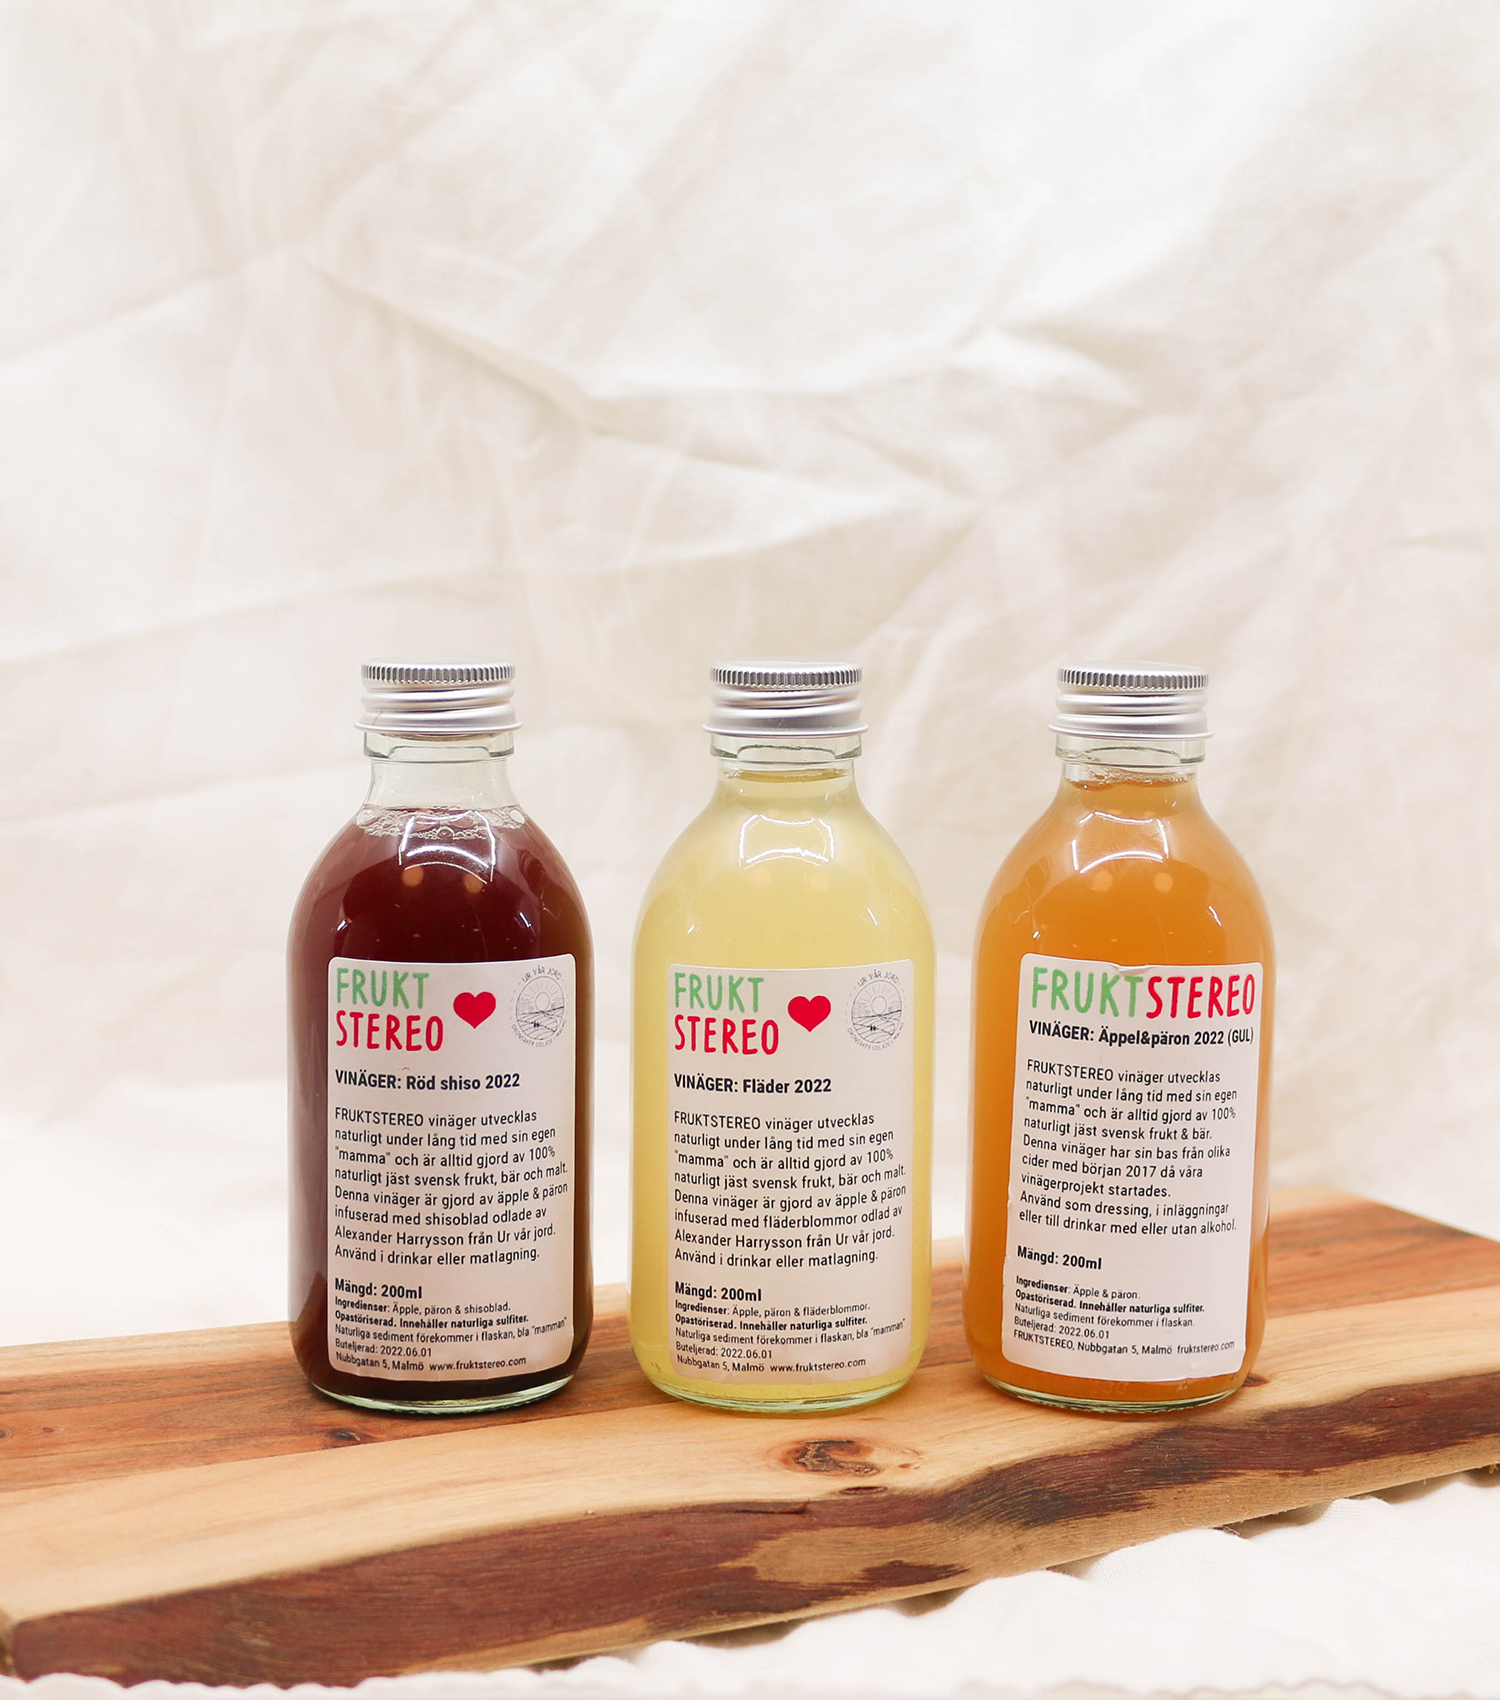 FRUKT
STEREO
UR VÅR JORD
VINÄGER: Röd shiso 2022
FRUKTSTEREO vinäger utvecklas
naturligt under lång tid med sin egen
"mamma" och är alltid gjord av 100%
naturligt jäst svensk frukt, bär och malt.
Denna vinäger är gjord av äpple & päron
infuserad med shisoblad odlade av
Alexander Harrysson från Ur vår jord.
Använd i drinkar eller matlagning.
Mängd: 200ml
Ingredienser: Äpple, päron & shisoblad.
Opastöriserad. Innehåller naturliga sulfiter.
Naturlig sediment förekommer i flaskan, bla "mamman"
Buteljerad: 2022.06.01
Nubbgatan 5, Malmö www.fruktstereo.com
FRUKT
STEREO
UR VÅR JORD
VINÄGER: Fläder 2022
FRUKTSTEREO vinäger utvecklas
naturligt under lång tid med sin egen
"mamma" och är alltid gjord av 100%
naturligt jäst svensk frukt, bär och malt.
Denna vinäger är gjord av äpple & päron
infuserad med fläderblommor odlad av
Alexander Harrysson från Ur vår jord.
Använd i drinkar eller matlagning.
Mängd: 200ml
Ingredienser: Äpple, päron & fläderblommor.
Opastöriserad. Innehåller naturliga sulfiter.
Naturlig sediment förekommer i flaskan, bla "mamman"
Buteljerad: 2022.06.01
Nubbgatan 5, Malmö www.fruktstereo.com
FRUKTSTEREO
VINÄGER: Äppel&päron 2022 (GUL)
FRUKTSTEREO vinäger utvecklas
naturligt under lång tid med sin egen
"mamma" och är alltid gjord av 100%
naturligt jäst svensk frukt & bär.
Denna vinäger har sin bas från olika
cider med början 2017 då våra
vinägerprojekt startades.
Använd som dressing, i inläggningar
eller till drinkar med eller utan alkohol.
Mängd: 200ml
Ingredienser: Äpple & päron.
Opastöriserad. Innehåller naturliga sulfiter.
Naturlig sediment förekommer i flaskan.
Buteljerad: 2022.06.01
FRUKTSTEREO, Nubbgatan 5, Malmö fruktstereo.com